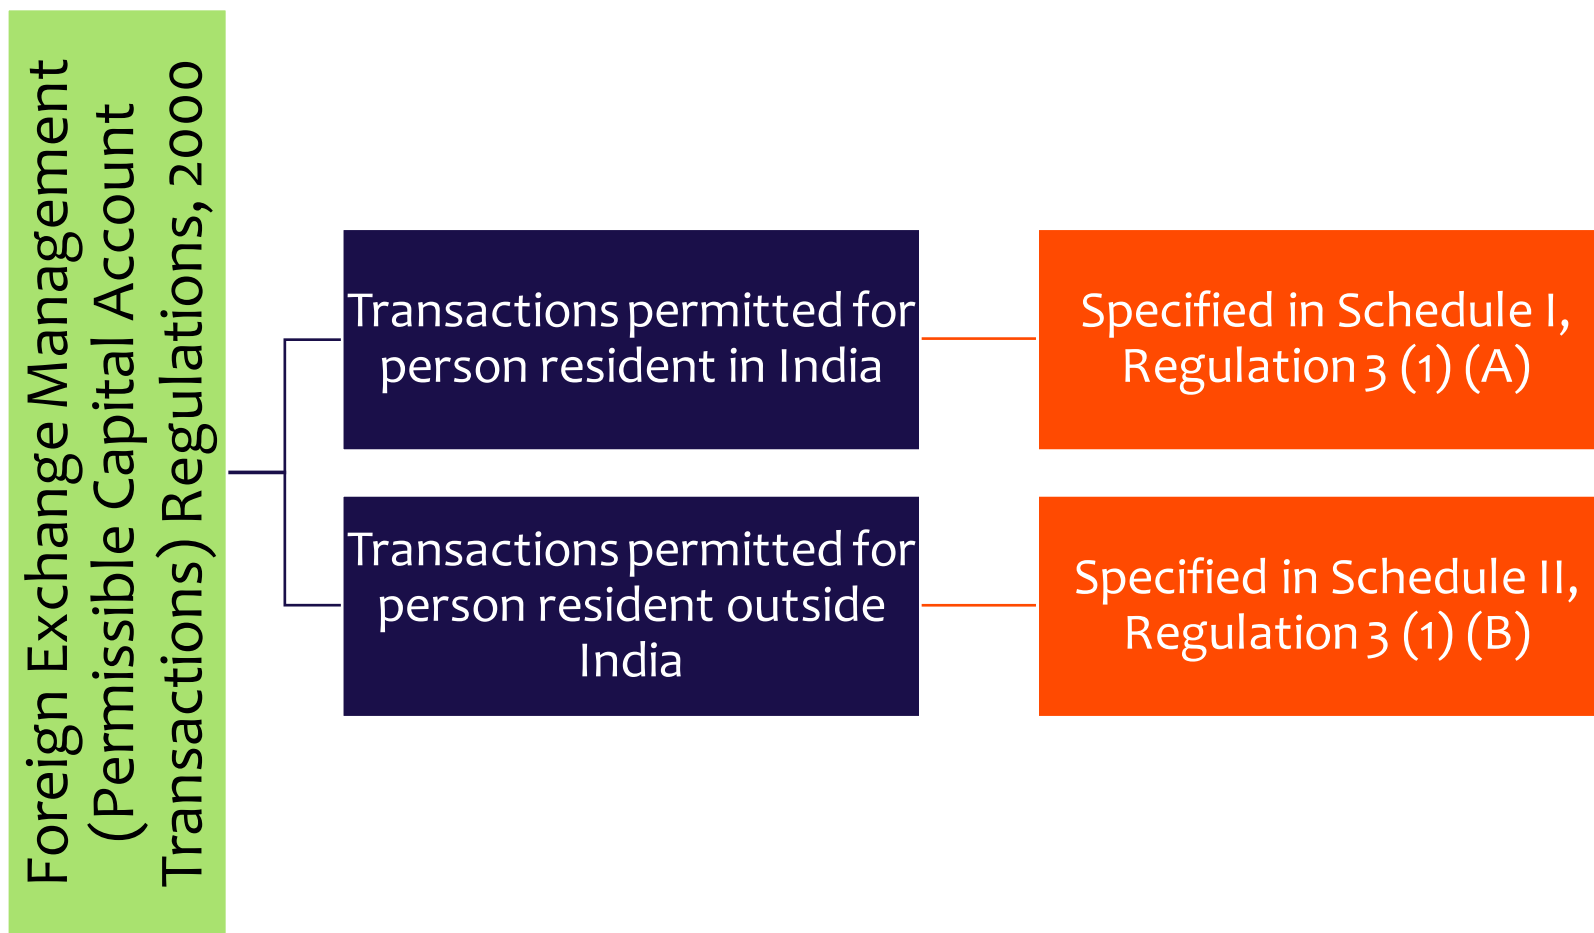 Foreign Exchange Management
(Permissible Capital Account
Transactions) Regulations, 2000
Transactions permitted for
person resident in India
Specified in Schedule I,
Regulation 3 (1) (A)
Transactions permitted for
person resident outside
India
Specified in Schedule II,
Regulation 3 (1) (B)